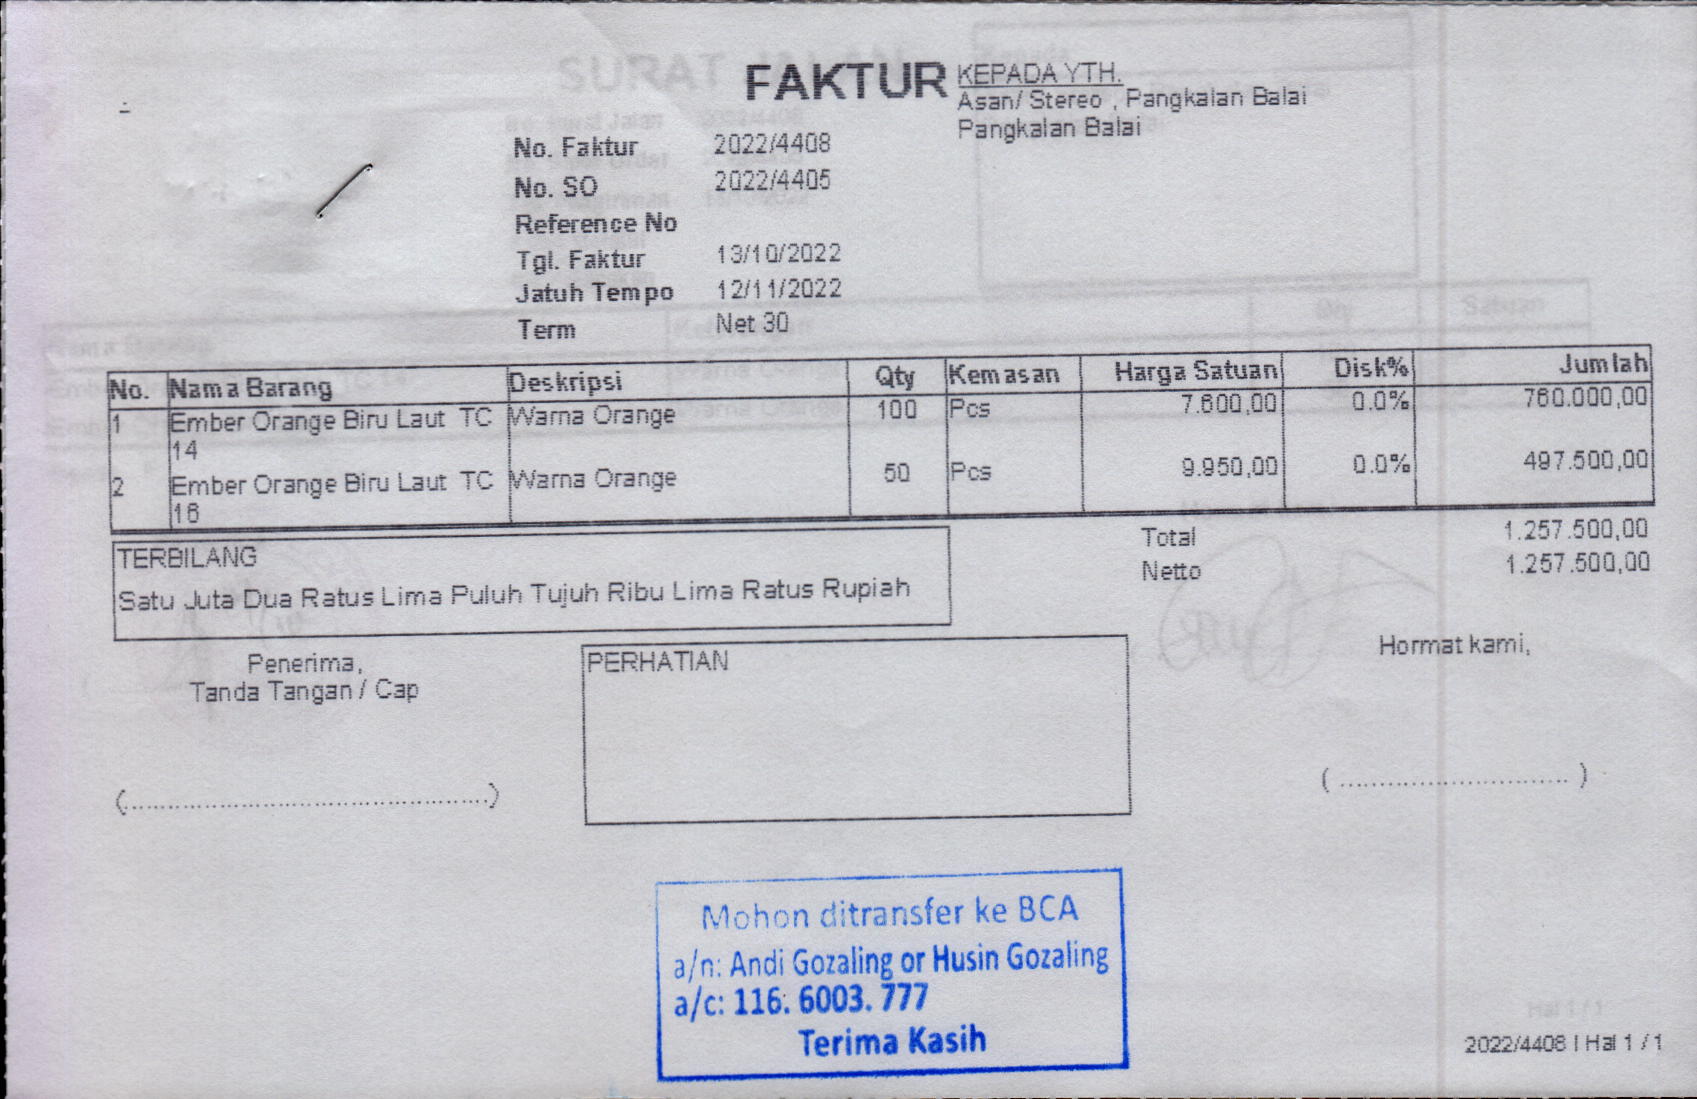 FAKTUR
KEPADA YTH.
Asan/ Stereo , Pangkalan Balai
Pangkalan Balai
No. Faktur 2022/4408
No. SO 2022/4405
Reference No
Tgl. Faktur 13/10/2022
Jatuh Tempo 12/11/2022
Term Net 30
No. Nama Barang Deskripsi Qty Kemasan Harga Satuan Disk% Jumlah
1 Ember Orange Biru Laut TC Warna Orange 100 Pcs 7.600,00 0.0% 760.000,00
14
2 Ember Orange Biru Laut TC Warna Orange 50 Pcs 9.950,00 0.0% 497.500,00
16
Total 1.257.500,00
Netto 1.257.500,00
TERBILANG
Satu Juta Dua Ratus Lima Puluh Tujuh Ribu Lima Ratus Rupiah
Penerima,
Tanda Tangan / Cap
(................................................)
PERHATIAN
Hormat kami,
( ............................. )
Mohon ditransfer ke BCA
a/n: Andi Gozaling or Husin Gozaling
a/c: 116. 6003. 777
Terima Kasih
2022/4408 | Hal 1 / 1